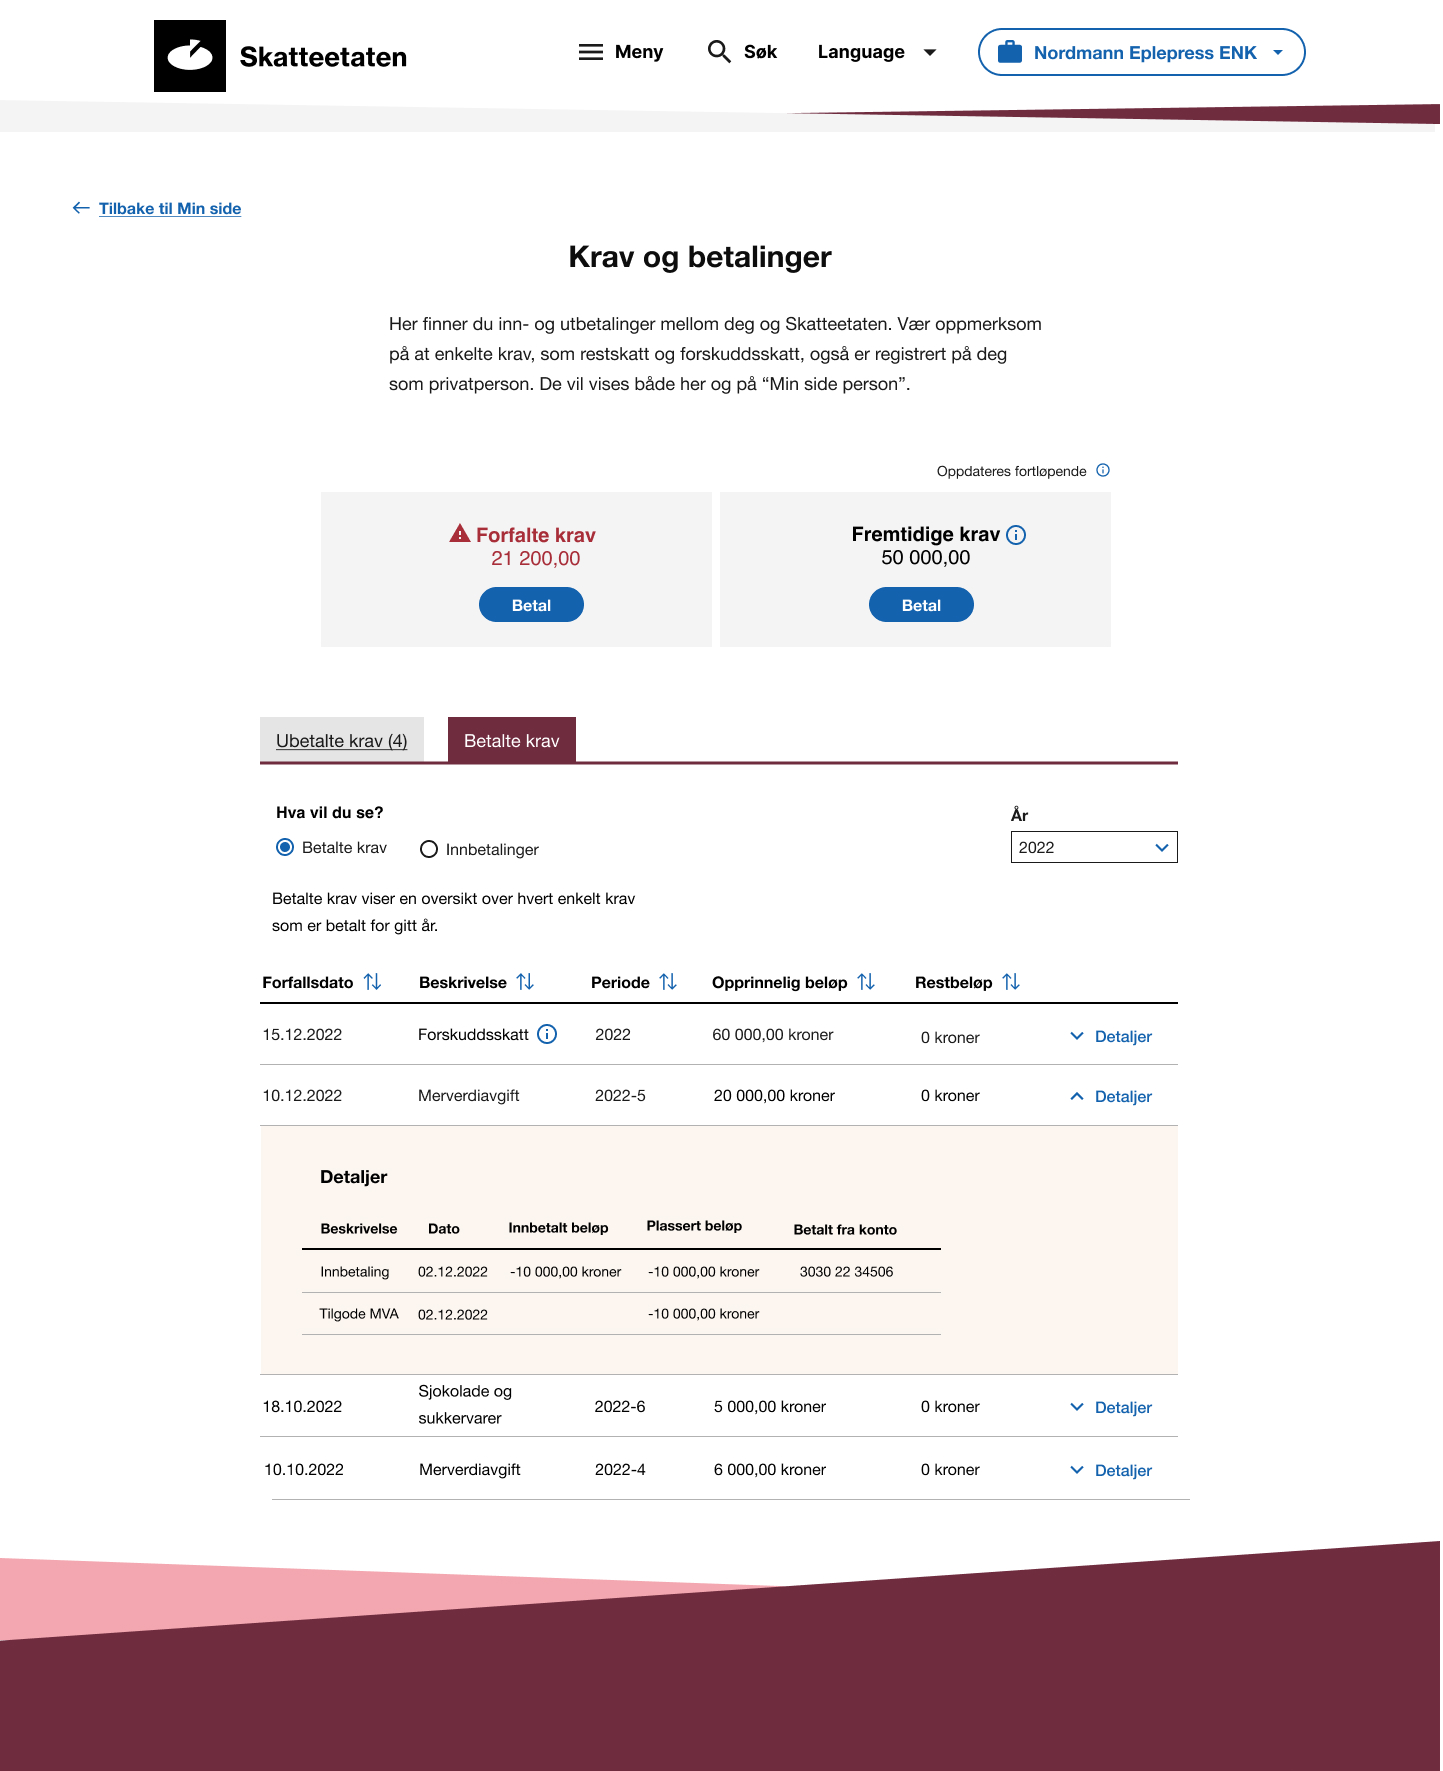 Skatteetaten
Meny
Søk
Language
Nordmann Eplepress ENK
Tilbake til Min side
Krav og betalinger
Her finner du inn- og utbetalinger mellom deg og Skatteetaten. Vær oppmerksom
på at enkelte krav, som restskatt og forskuddsskatt, også er registrert på deg
som privatperson. De vil vises både her og på “Min side person”.
Oppdateres fortløpende
Forfalte krav
21 200,00
Betal
Fremtidige krav
50 000,00
Betal
Ubetalte krav (4)
Betalte krav
Hva vil du se?
Betalte krav
Innbetalinger
År
2022
Betalte krav viser en oversikt over hvert enkelt krav
som er betalt for gitt år.
Forfallsdato Beskrivelse Periode Opprinnelig beløp Restbeløp
15.12.2022 Forskuddsskatt 2022 60 000,00 kroner 0 kroner Detaljer
10.12.2022 Merverdiavgift 2022-5 20 000,00 kroner 0 kroner Detaljer
Detaljer
Beskrivelse Dato Innbetalt beløp Plassert beløp Betalt fra konto
Innbetaling 02.12.2022 -10 000,00 kroner -10 000,00 kroner 3030 22 34506
Tilgode MVA 02.12.2022 -10 000,00 kroner
18.10.2022 Sjokolade og
sukkervarer 2022-6 5 000,00 kroner 0 kroner Detaljer
10.10.2022 Merverdiavgift 2022-4 6 000,00 kroner 0 kroner Detaljer